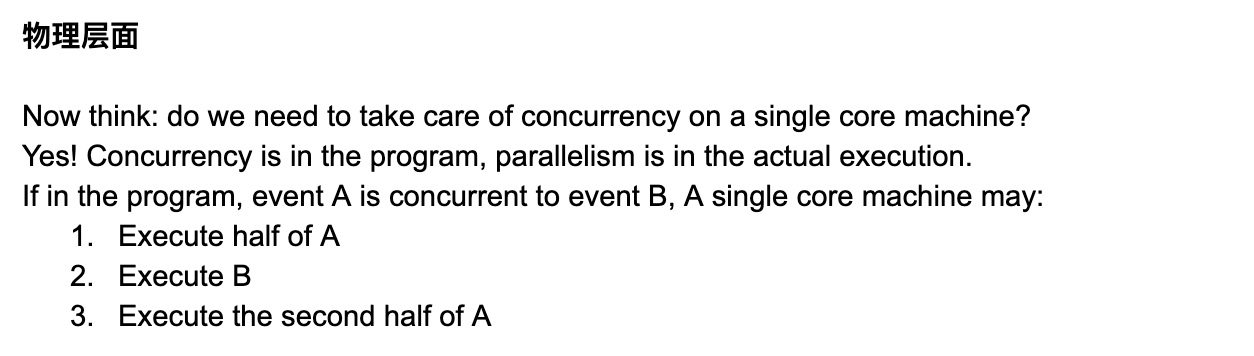 物理层面
Now think: do we need to take care of concurrency on a single core machine?
Yes! Concurrency is in the program, parallelism is in the actual execution.
If in the program, event A is concurrent to event B, A single core machine may:
1. Execute half of A
2. Execute B
3. Execute the second half of A